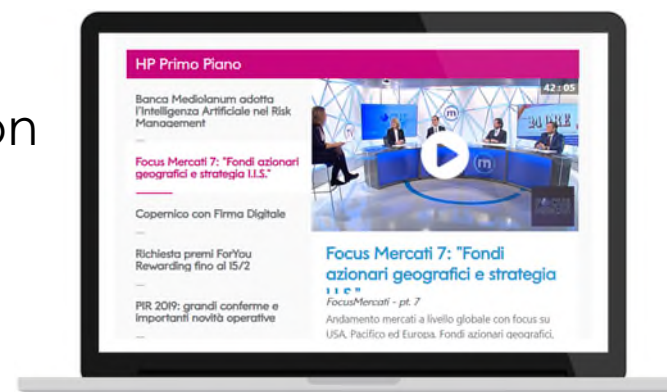 on
HP Primo Piano
Banca Mediolanum adotta
l'Intelligenza Artificiale nel Risk
Management
Focus Mercati 7: "Fondi azionari
geografici e strategia I.I.S."
Copernico con Firma Digitale
Richiesta premi ForYou
Rewarding fino al 15/2
PIR 2019: grandi conferme e
importanti novità operative
42:05
m
m
24 ORE
Focus Mercati 7: "Fondi
azionari geografici e strategia
I.I.S."
FocusMercati - pt. 7
Andamento mercati a livello globale con focus su
USA, Pacifico ed Europa. Fondi azionari geografici,